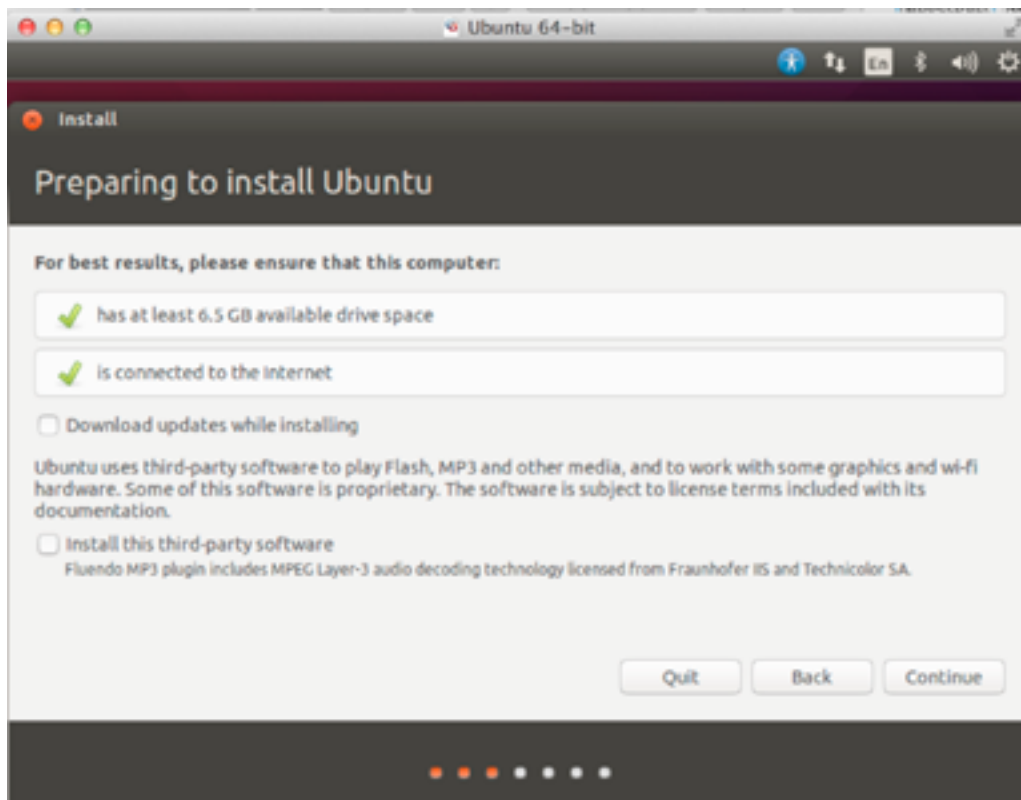 Ubuntu 64-bit
En
Install
Preparing to install Ubuntu
For best results, please ensure that this computer:
has at least 6.5 GB available drive space
is connected to the Internet
Download updates while installing
Ubuntu uses third-party software to play Flash, MP3 and other media, and to work with some graphics and wi-fi
hardware. Some of this software is proprietary. The software is subject to license terms included with its
documentation.
Install this third-party software
Fluendo MP3 plugin includes MPEG Layer-3 audio decoding technology licensed from Fraunhofer IIS and Technicolor SA.
Quit Back Continue